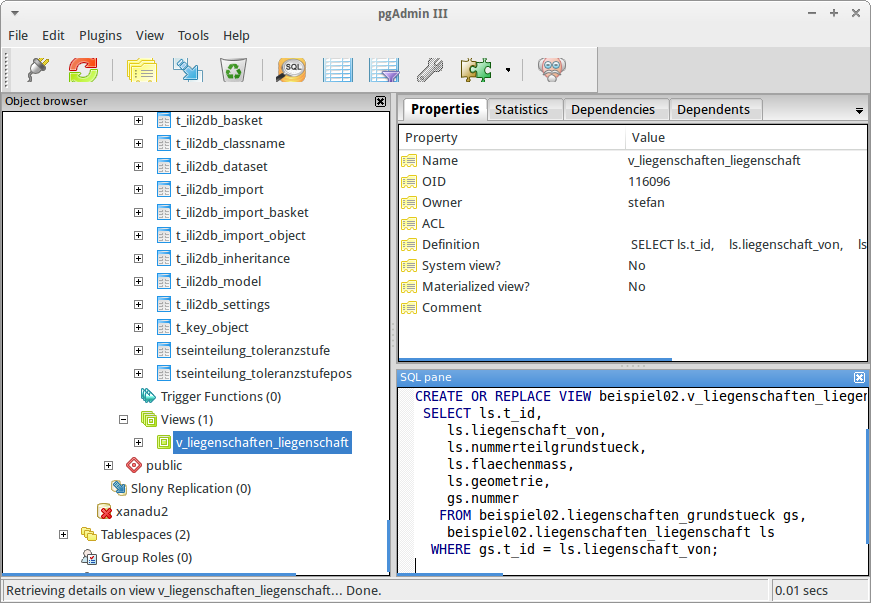 pgAdmin III
File Edit Plugins View Tools Help
SQL
Object browser
t_ili2db_basket
t_ili2db_classname
t_ili2db_dataset
t_ili2db_import
t_ili2db_import_basket
t_ili2db_import_object
t_ili2db_inheritance
t_ili2db_model
t_ili2db_settings
t_key_object
tseinteilung_toleranzstufe
tseinteilung_toleranzstufepos
Trigger Functions (0)
Views (1)
v_liegenschaften_liegenschaft
public
Slony Replication (0)
xanadu2
Tablespaces (2)
Group Roles (0)
Properties Statistics Dependencies Dependents
Property Value
Name v_liegenschaften_liegenschaft
OID 116096
Owner stefan
ACL
Definition SELECT ls.t_id, ls.liegenschaft_von, ls
System view? No
Materialized view? No
Comment
SQL pane
CREATE OR REPLACE VIEW beispiel02.v_liegenschaften_liegen
SELECT ls.t_id,
ls.liegenschaft_von,
ls.nummerteilgrundstueck,
ls.flaechenmass,
ls.geometrie,
gs.nummer
FROM beispiel02.liegenschaften_grundstueck gs,
beispiel02.liegenschaften_liegenschaft ls
WHERE gs.t_id = ls.liegenschaft_von;
Retrieving details on view v_liegenschaften_liegenschaft... Done. 0.01 secs